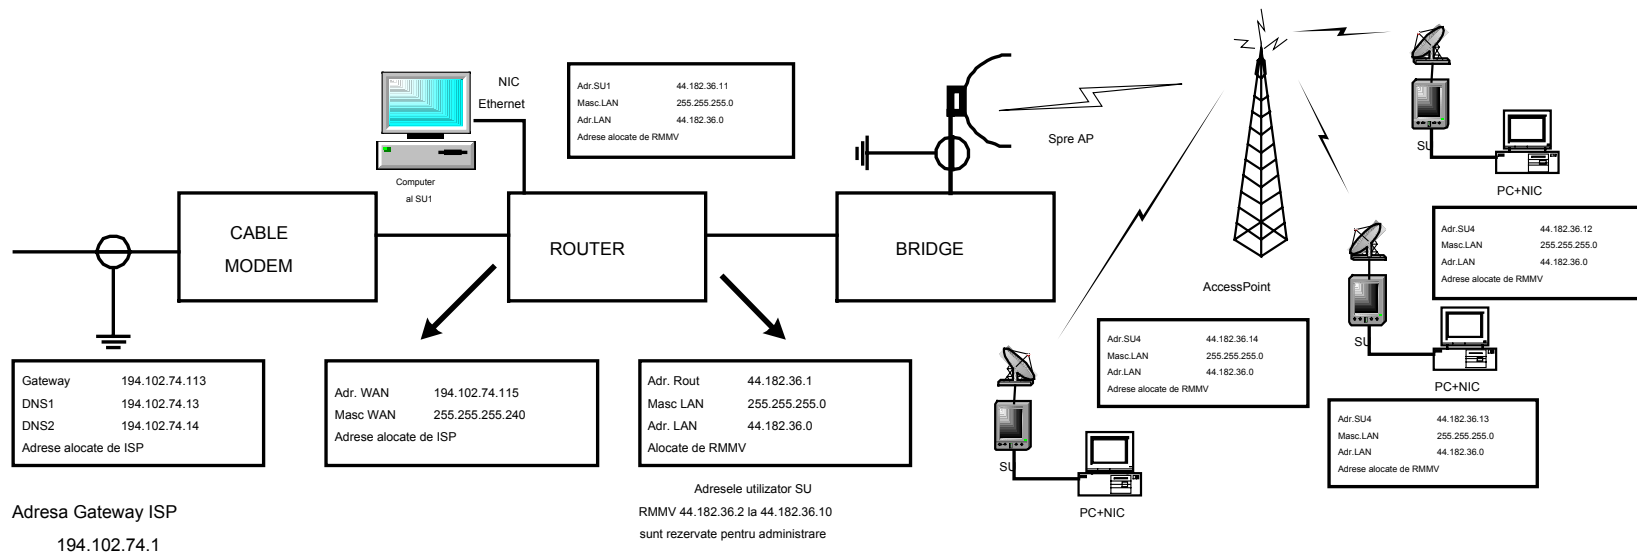 NIC
Ethernet
Adr.SU1 44.182.36.11
Masc.LAN 255.255.255.0
Adr.LAN 44.182.36.0
Adrese alocate de RMMV
Computer
al SU1
Spre AP
CABLE
MODEM
ROUTER
BRIDGE
AccessPoint
SU
PC+NIC
Adr.SU4 44.182.36.12
Masc.LAN 255.255.255.0
Adr.LAN 44.182.36.0
Adrese alocate de RMMV
SU
PC+NIC
Adr.SU4 44.182.36.13
Masc.LAN 255.255.255.0
Adr.LAN 44.182.36.0
Adrese alocate de RMMV
Adr.SU4 44.182.36.14
Masc.LAN 255.255.255.0
Adr.LAN 44.182.36.0
Adrese alocate de RMMV
SU
PC+NIC
Gateway 194.102.74.113
DNS1 194.102.74.13
DNS2 194.102.74.14
Adrese alocate de ISP
Adr. WAN 194.102.74.115
Masc WAN 255.255.255.240
Adrese alocate de ISP
Adr. Rout 44.182.36.1
Masc LAN 255.255.255.0
Adr. LAN 44.182.36.0
Alocate de RMMV
Adresele utilizator SU
RMMV 44.182.36.2 la 44.182.36.10
sunt rezervate pentru administrare
Adresa Gateway ISP
194.102.74.1